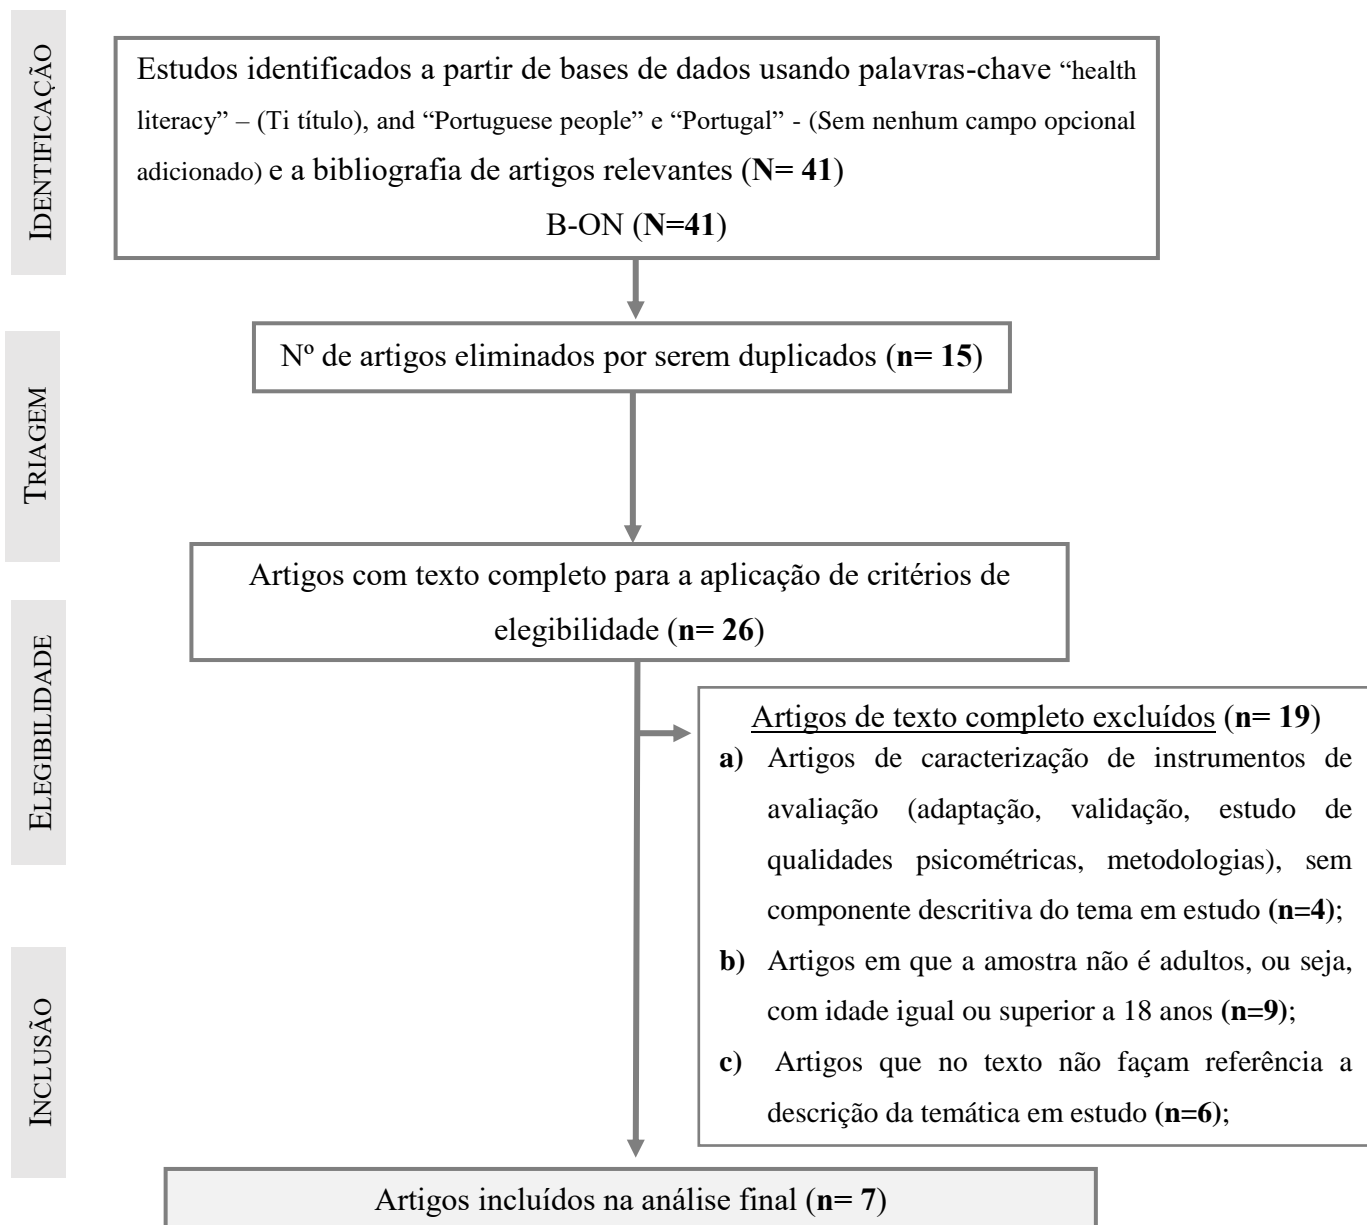 IDENTIFICAÇÃO
Estudos identificados a partir de bases de dados usando palavras-chave “health
literacy” – (Ti título), and “Portuguese people” e “Portugal” - (Sem nenhum campo opcional
adicionado) e a bibliografia de artigos relevantes (N= 41)
B-ON (N=41)
TRIAGEM
Nº de artigos eliminados por serem duplicados (n= 15)
Artigos com texto completo para a aplicação de critérios de
elegibilidade (n= 26)
ELEGIBILIDADE
Artigos de texto completo excluídos (n= 19)
a) Artigos de caracterização de instrumentos de
avaliação (adaptação, validação, estudo de
qualidades psicométricas, metodologias), sem
componente descritiva do tema em estudo (n=4);
b) Artigos em que a amostra não é adultos, ou seja,
com idade igual ou superior a 18 anos (n=9);
c) Artigos que no texto não façam referência a
descrição da temática em estudo (n=6);
INCLUSÃO
Artigos incluídos na análise final (n= 7)